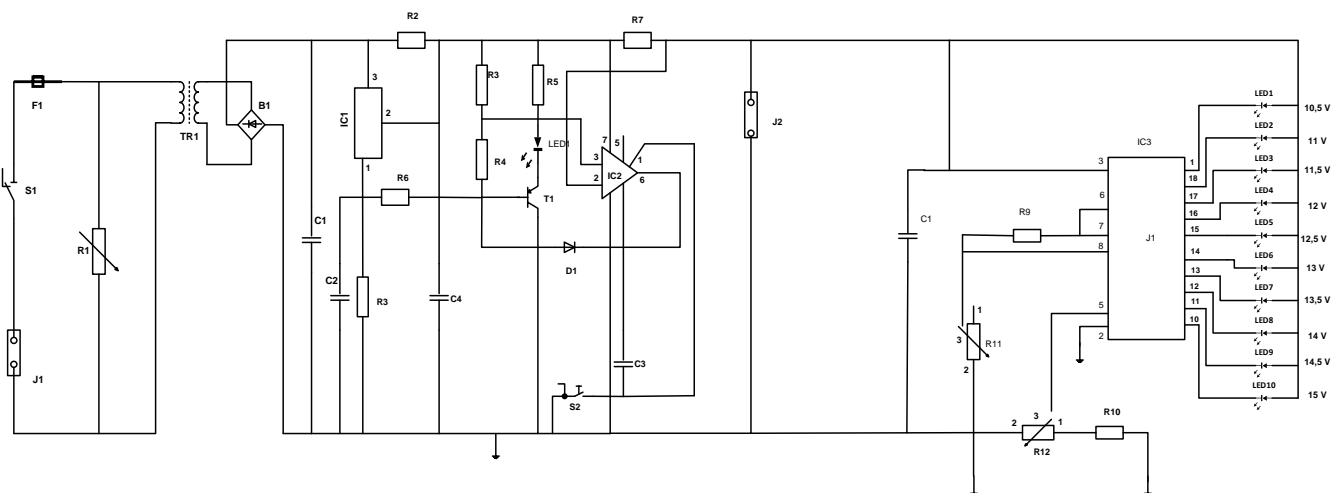 R2
R7
3
R3
R5
LED1
10,5 V
F1
TR1
B1
IC1
2
J2
LED2
11 V
7
5
1
IC3
LED1
R4
3
IC2
2
6
3
1
LED3
11,5 V
18
S1
1
R6
T1
6
17
LED4
12 V
C1
C1
R9
7
16
LED5
12,5 V
R1
D1
8
J1
15
LED6
13 V
14
C2
R3
C4
13
LED7
13,5 V
12
1
5
11
LED8
14 V
3
R11
2
10
J1
C3
2
LED9
14,5 V
S2
LED10
15 V
2
3
1
R10
R12